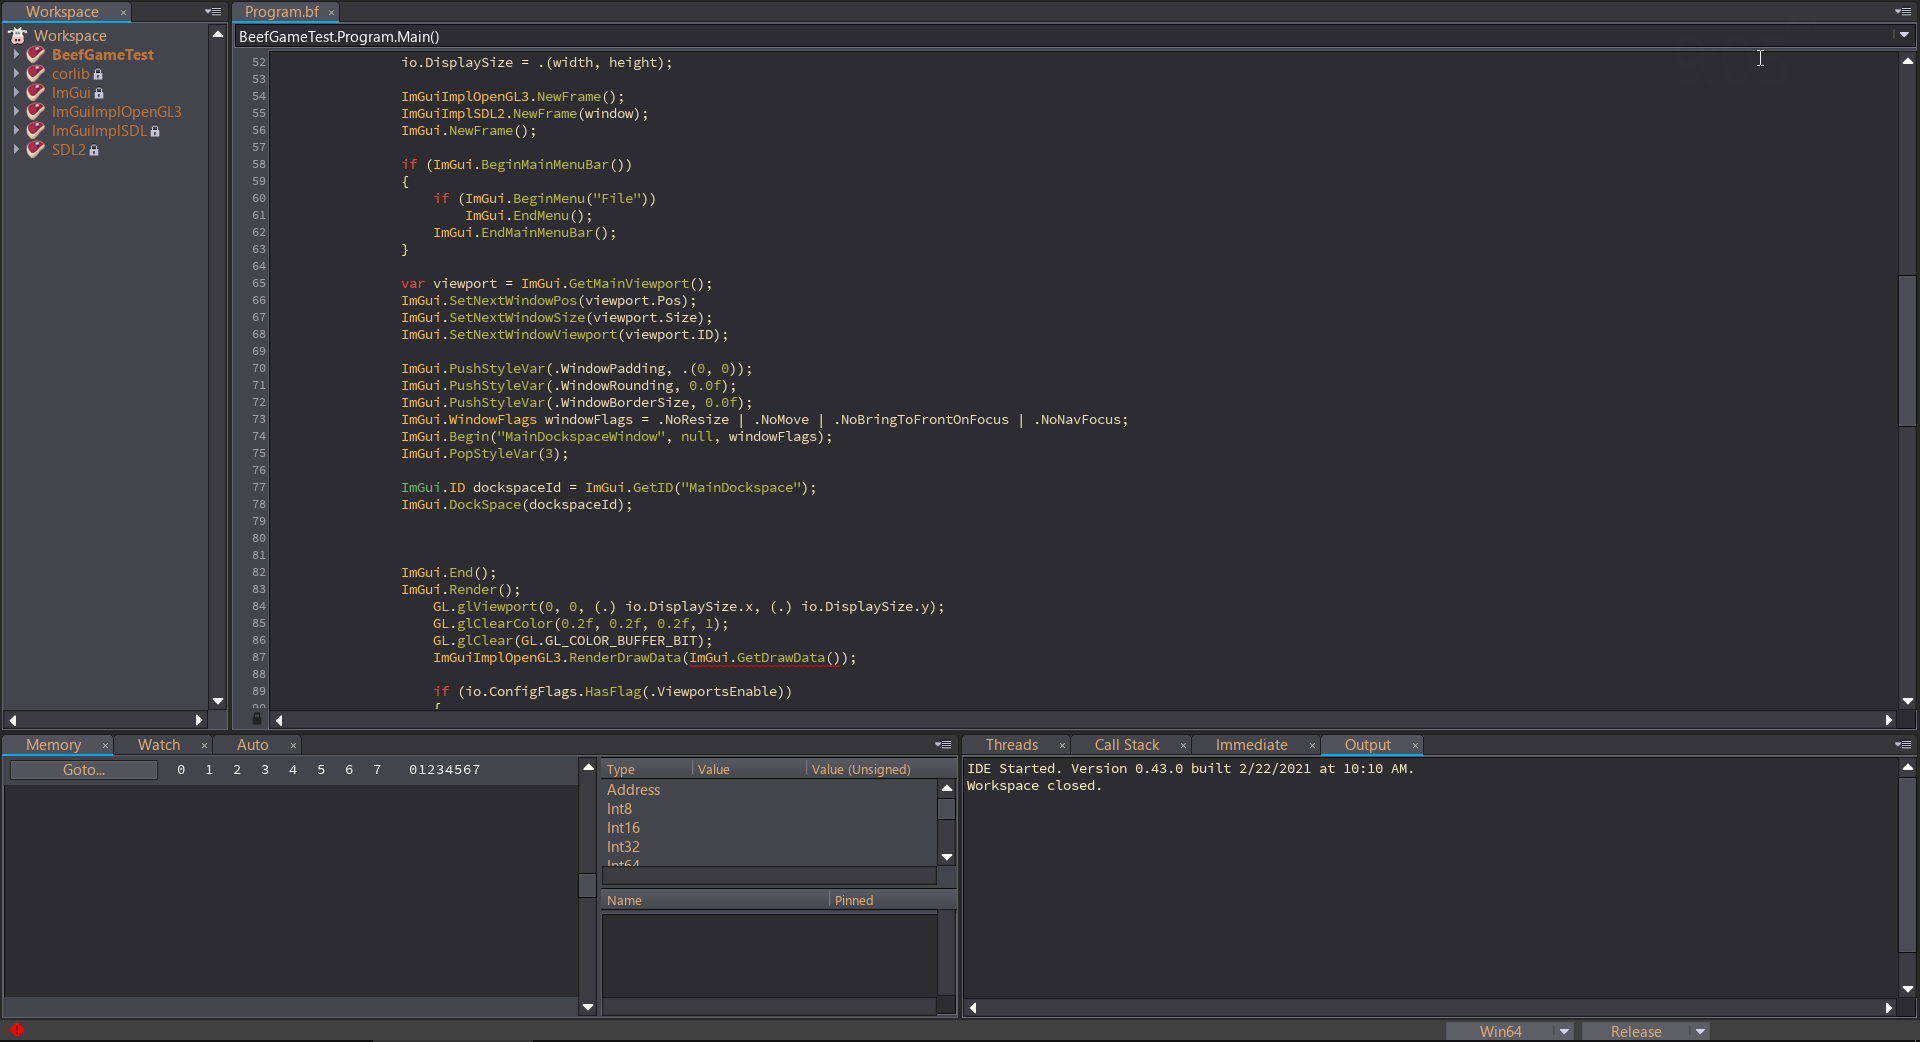 Workspace ×
Program.bf ×
Workspace
BeefGameTest
corlib
ImGui
ImGuiImplOpenGL3
ImGuiImplSDL
SDL2
BeefGameTest.Program.Main()
52 io.DisplaySize = .(width, height);
53
54 ImGuiImplOpenGL3.NewFrame();
55 ImGuiImplSDL2.NewFrame(window);
56 ImGui.NewFrame();
57
58 if (ImGui.BeginMainMenuBar())
59 {
60 if (ImGui.BeginMenu("File"))
61 ImGui.EndMenu();
62 ImGui.EndMainMenuBar();
63 }
64
65 var viewport = ImGui.GetMainViewport();
66 ImGui.SetNextWindowPos(viewport.Pos);
67 ImGui.SetNextWindowSize(viewport.Size);
68 ImGui.SetNextWindowViewport(viewport.ID);
69
70 ImGui.PushStyleVar(.WindowPadding, .(0, 0));
71 ImGui.PushStyleVar(.WindowRounding, 0.0f);
72 ImGui.PushStyleVar(.WindowBorderSize, 0.0f);
73 ImGui.WindowFlags windowFlags = .NoResize | .NoMove | .NoBringToFrontOnFocus | .NoNavFocus;
74 ImGui.Begin("MainDockspaceWindow", null, windowFlags);
75 ImGui.PopStyleVar(3);
76
77 ImGui.ID dockspaceId = ImGui.GetID("MainDockspace");
78 ImGui.DockSpace(dockspaceId);
79
80
81
82 ImGui.End();
83 ImGui.Render();
84 GL.glViewport(0, 0, (.) io.DisplaySize.x, (.) io.DisplaySize.y);
85 GL.glClearColor(0.2f, 0.2f, 0.2f, 1);
86 GL.glClear(GL.GL_COLOR_BUFFER_BIT);
87 ImGuiImplOpenGL3.RenderDrawData(ImGui.GetDrawData());
88
89 if (io.ConfigFlags.HasFlag(.ViewportsEnable))
90 {
Memory × Watch × Auto ×
Goto... 0 1 2 3 4 5 6 7 01234567
Type Value Value (Unsigned)
Address
Int8
Int16
Int32
Int64
Name Pinned
Threads × Call Stack × Immediate × Output ×
IDE Started. Version 0.43.0 built 2/22/2021 at 10:10 AM.
Workspace closed.
Win64 Release